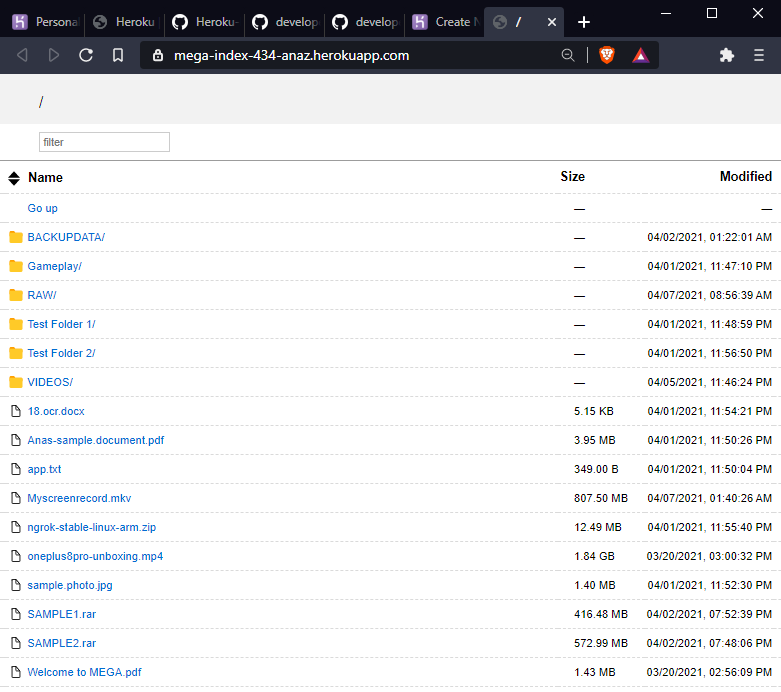 Persona
Heroku
Heroku-
develop
develop
Create N
/
mega-index-434-anaz.herokuapp.com
/
filter
Name Size Modified
Go up — —
BACKUPDATA/ — 04/02/2021, 01:22:01 AM
Gameplay/ — 04/01/2021, 11:47:10 PM
RAW/ — 04/07/2021, 08:56:39 AM
Test Folder 1/ — 04/01/2021, 11:48:59 PM
Test Folder 2/ — 04/01/2021, 11:56:50 PM
VIDEOS/ — 04/05/2021, 11:46:24 PM
18.ocr.docx 5.15 KB 04/01/2021, 11:54:21 PM
Anas-sample.document.pdf 3.95 MB 04/01/2021, 11:50:26 PM
app.txt 349.00 B 04/01/2021, 11:50:04 PM
Myscreenrecord.mkv 807.50 MB 04/07/2021, 01:40:26 AM
ngrok-stable-linux-arm.zip 12.49 MB 04/01/2021, 11:55:40 PM
oneplus8pro-unboxing.mp4 1.84 GB 03/20/2021, 03:00:32 PM
sample.photo.jpg 1.40 MB 04/01/2021, 11:52:30 PM
SAMPLE1.rar 416.48 MB 04/02/2021, 07:52:39 PM
SAMPLE2.rar 572.99 MB 04/02/2021, 07:48:06 PM
Welcome to MEGA.pdf 1.43 MB 03/20/2021, 02:56:09 PM